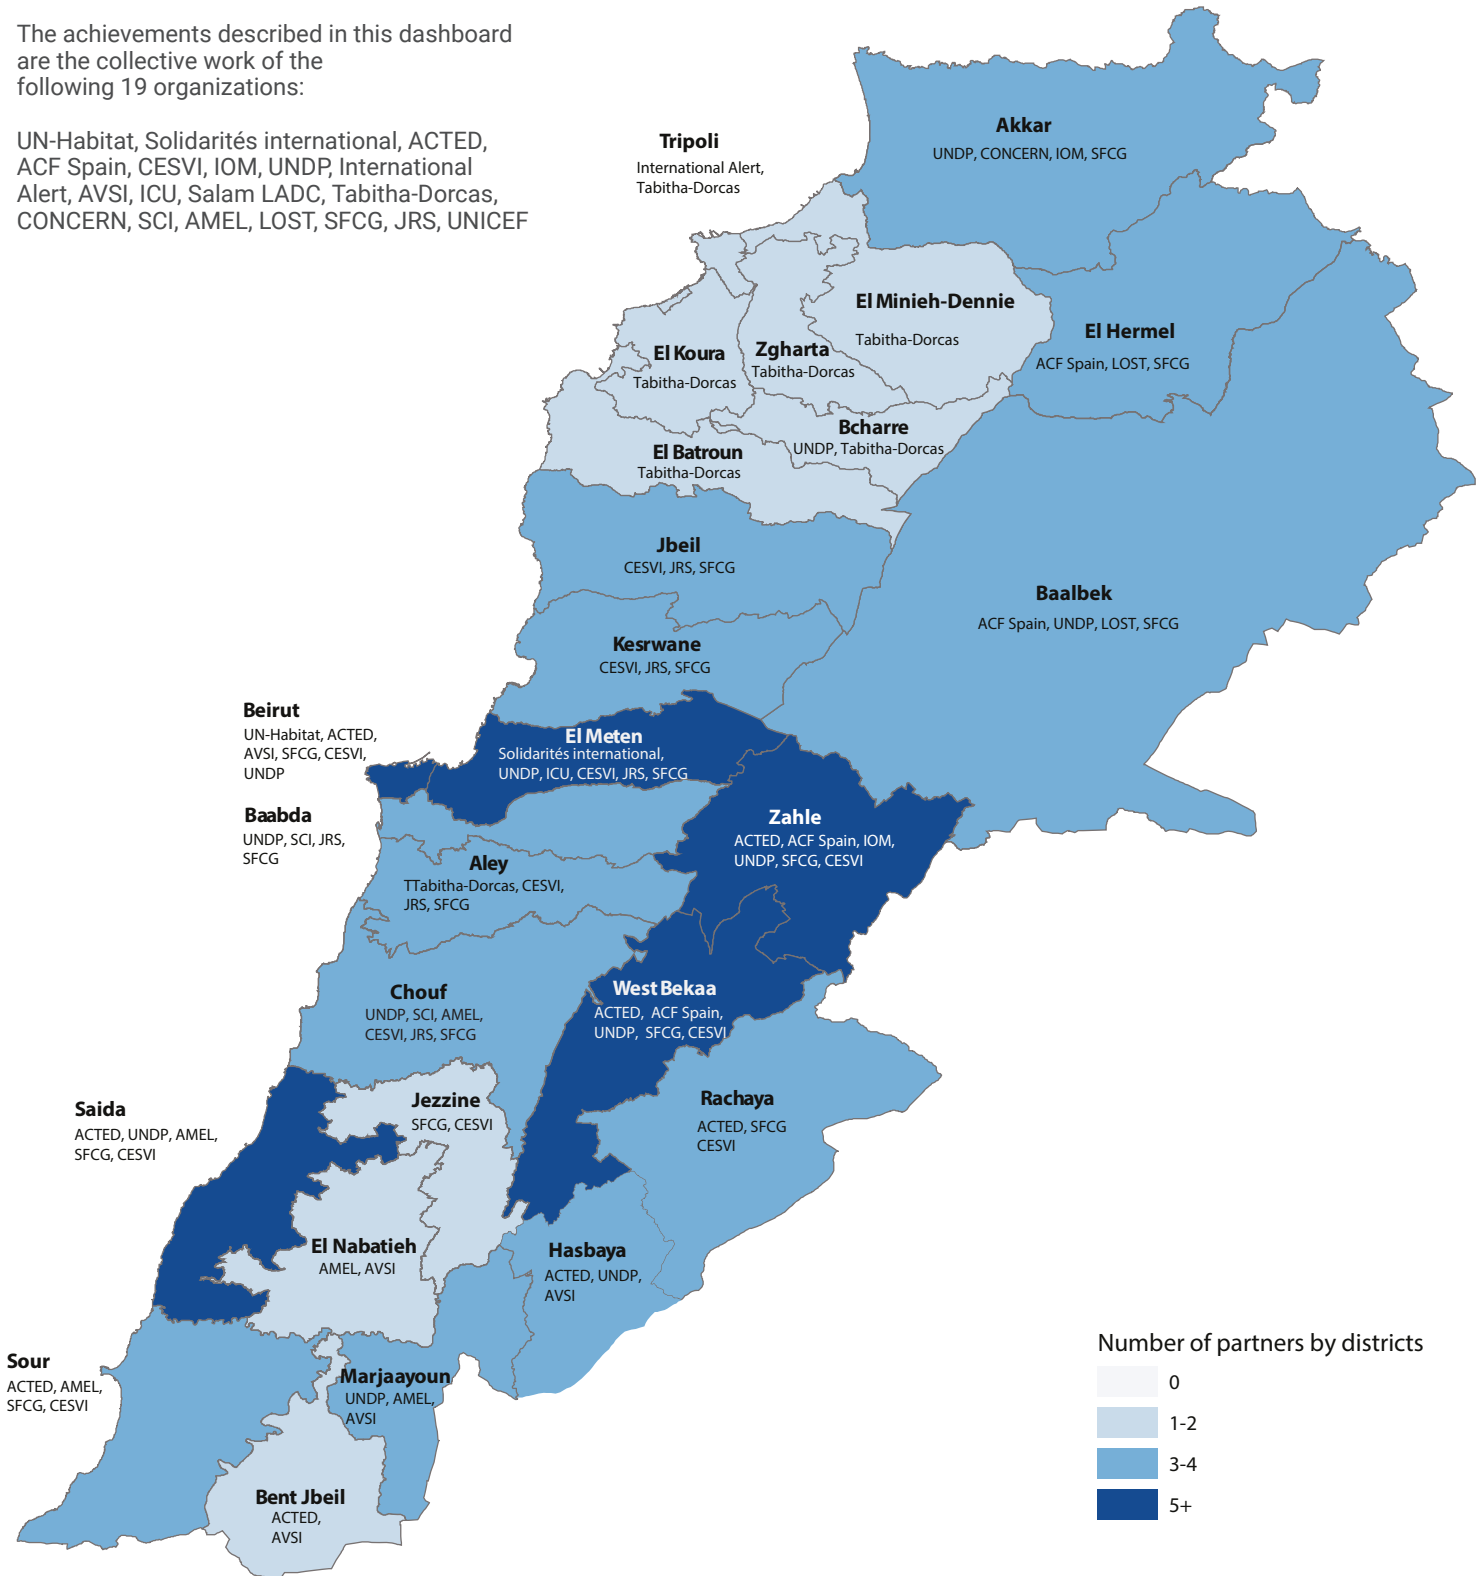 The achievements described in this dashboard
are the collective work of the
following 19 organizations:
UN-Habitat, Solidarités international, ACTED,
ACF Spain, CESVI, IOM, UNDP, International
Alert, AVSI, ICU, Salam LADC, Tabitha-Dorcas,
CONCERN, SCI, AMEL, LOST, SFCG, JRS, UNICEF
Akkar
UNDP, CONCERN, IOM, SFCG
Tripoli
International Alert,
Tabitha-Dorcas
El Minieh-Dennie
Tabitha-Dorcas
El Hermel
ACF Spain, LOST, SFCG
El Koura
Tabitha-Dorcas
Zgharta
Tabitha-Dorcas
Bcharre
UNDP, Tabitha-Dorcas
El Batroun
Tabitha-Dorcas
Jbeil
CESVI, JRS, SFCG
Baalbek
ACF Spain, UNDP, LOST, SFCG
Kesrwane
CESVI, JRS, SFCG
Beirut
UN-Habitat, ACTED,
AVSI, SFCG, CESVI,
UNDP
El Meten
Solidarités international,
UNDP, ICU, CESVI, JRS, SFCG
Baabda
UNDP, SCI, JRS,
SFCG
Zahle
ACTED, ACF Spain, IOM,
UNDP, SFCG, CESVI
Aley
TTabitha-Dorcas, CESVI,
JRS, SFCG
Chouf
UNDP, SCI, AMEL,
CESVI, JRS, SFCG
West Bekaa
ACTED, ACF Spain,
UNDP, SFCG, CESVI
Saida
ACTED, UNDP, AMEL,
SFCG, CESVI
Jezzine
SFCG, CESVI
Rachaya
ACTED, SFCG
CESVI
El Nabatieh
AMEL, AVSI
Hasbaya
ACTED, UNDP,
AVSI
Sour
ACTED, AMEL,
SFCG, CESVI
Marjaayoun
UNDP, AMEL,
AVSI
Bent Jbeil
ACTED,
AVSI
Number of partners by districts
0
1-2
3-4
5+